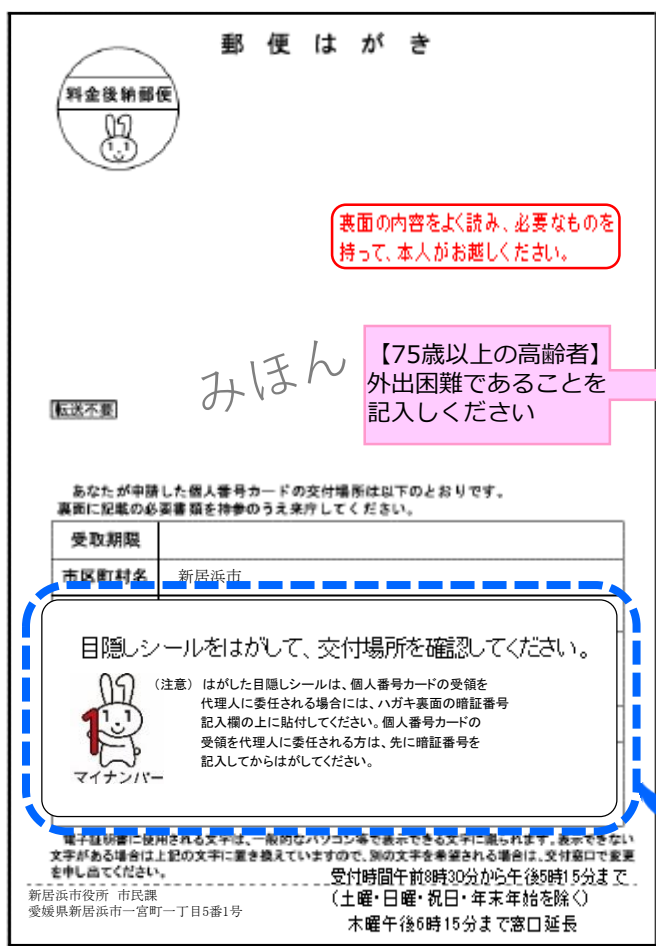 郵便はがき
料金後納郵便
裏面の内容をよく読み、必要なものを
持って、本人がお越しください。
みほん
【75歳以上の高齢者】
外出困難であることを
記入しください
転送不要
あなたが申請した個人番号カードの交付場所は以下のとおりです。
裏面に記載の必要書類を持参のうえ来庁してください。
受取期限
市区町村名 新居浜市
目隠しシールをはがして、交付場所を確認してください。
(注意) はがした目隠しシールは、個人番号カードの受領を
代理人に委任される場合には、ハガキ裏面の暗証番号
記入欄の上に貼付してください。個人番号カードの
受領を代理人に委任される方は、先に暗証番号を
記入してからはがしてください。
1
マイナンバー
電子証明書に使用される文字は、一般的なパソコン等で表示できる文字に限られます。表示できない
文字がある場合は上記の文字に置き換えていますので、別の文字を希望される場合は、交付窓口で変更
を申し出てください。
受付時間午前8時30分から午後5時15分まで
新居浜市役所 市民課
(土曜・日曜・祝日・年末年始を除く)
愛媛県新居浜市一宮町一丁目5番1号
木曜午後6時15分まで窓口延長